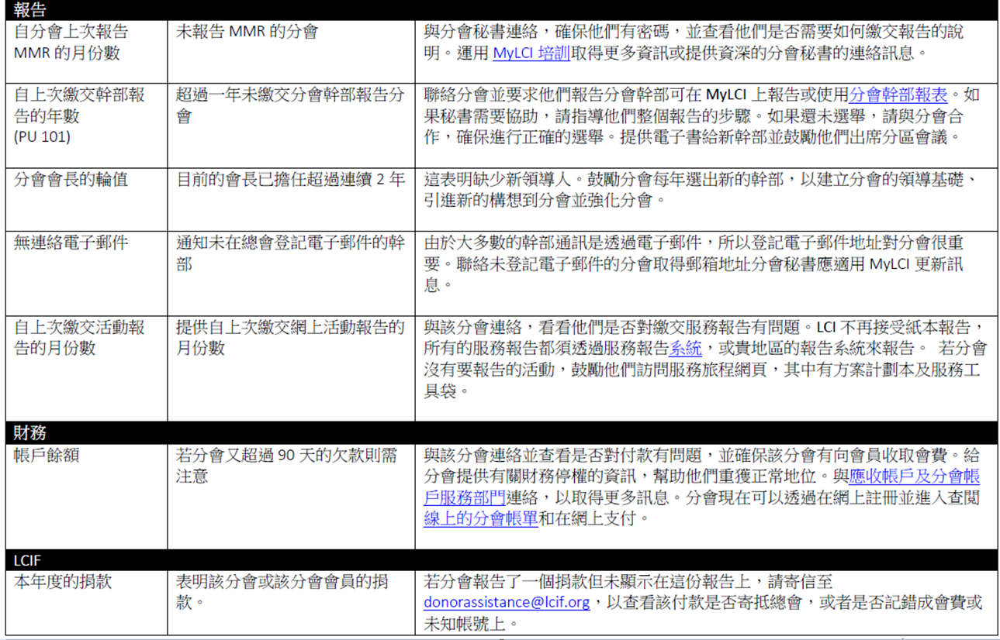 報告
自分會上次報告
MMR 的月份數
未報告 MMR 的分會
與分會秘書連絡，確保他們有密碼，並查看他們是否需要如何繳交報告的說
明。運用 MyLCI 培訓取得更多資訊或提供資深的分會秘書的連絡訊息。
自上次繳交幹部報
告的年數
(PU 101)
超過一年未繳交分會幹部報告分
會
聯絡分會並要求他們報告分會幹部可在 MyLCI 上報告或使用分會幹部報表。如
果秘書需要協助，請指導他們整個報告的步驟。如果還未選舉，請與分會合
作，確保進行正確的選舉。提供電子書給新幹部並鼓勵他們出席分區會議。
分會會長的輪值
目前的會長已擔任超過連續 2 年
這表明缺少新領導人。鼓勵分會每年選出新的幹部，以建立分會的領導基礎、
引進新的構想到分會並強化分會。
無連絡電子郵件
通知未在總會登記電子郵件的幹
部
由於大多數的幹部通訊是透過電子郵件，所以登記電子郵件地址對分會很重
要。聯絡未登記電子郵件的分會取得郵箱地址分會秘書應適用 MyLCI 更新訊
息。
自上次繳交活動報
告的月份數
提供自上次繳交網上活動報告的
月份數
與該分會連絡，看看他們是否對繳交服務報告有問題。LCI 不再接受紙本報告，
所有的服務報告都須透過服務報告系統，或貴地區的報告系統來報告。 若分會
沒有要報告的活動，鼓勵他們訪問服務旅程網頁，其中有方案計劃本及服務工
具袋。
財務
帳戶餘額
若分會又超過 90 天的欠款則需
注意
與該分會連絡並查看是否對付款有問題，並確保該分會有向會員收取會費。給
分會提供有關財務停權的資訊，幫助他們重獲正常地位。與應收帳戶及分會帳
戶服務部門連絡，以取得更多訊息。分會現在可以透過在網上註冊並進入查閱
線上的分會帳單和在網上支付。
LCIF
本年度的捐款
表明該分會或該分會會員的捐
款。
若分會報告了一個捐款但未顯示在這份報告上，請寄信至
donorassistance@lcif.org，以查看該付款是否寄抵總會，或者是否記錯成會費或
未知帳號上。